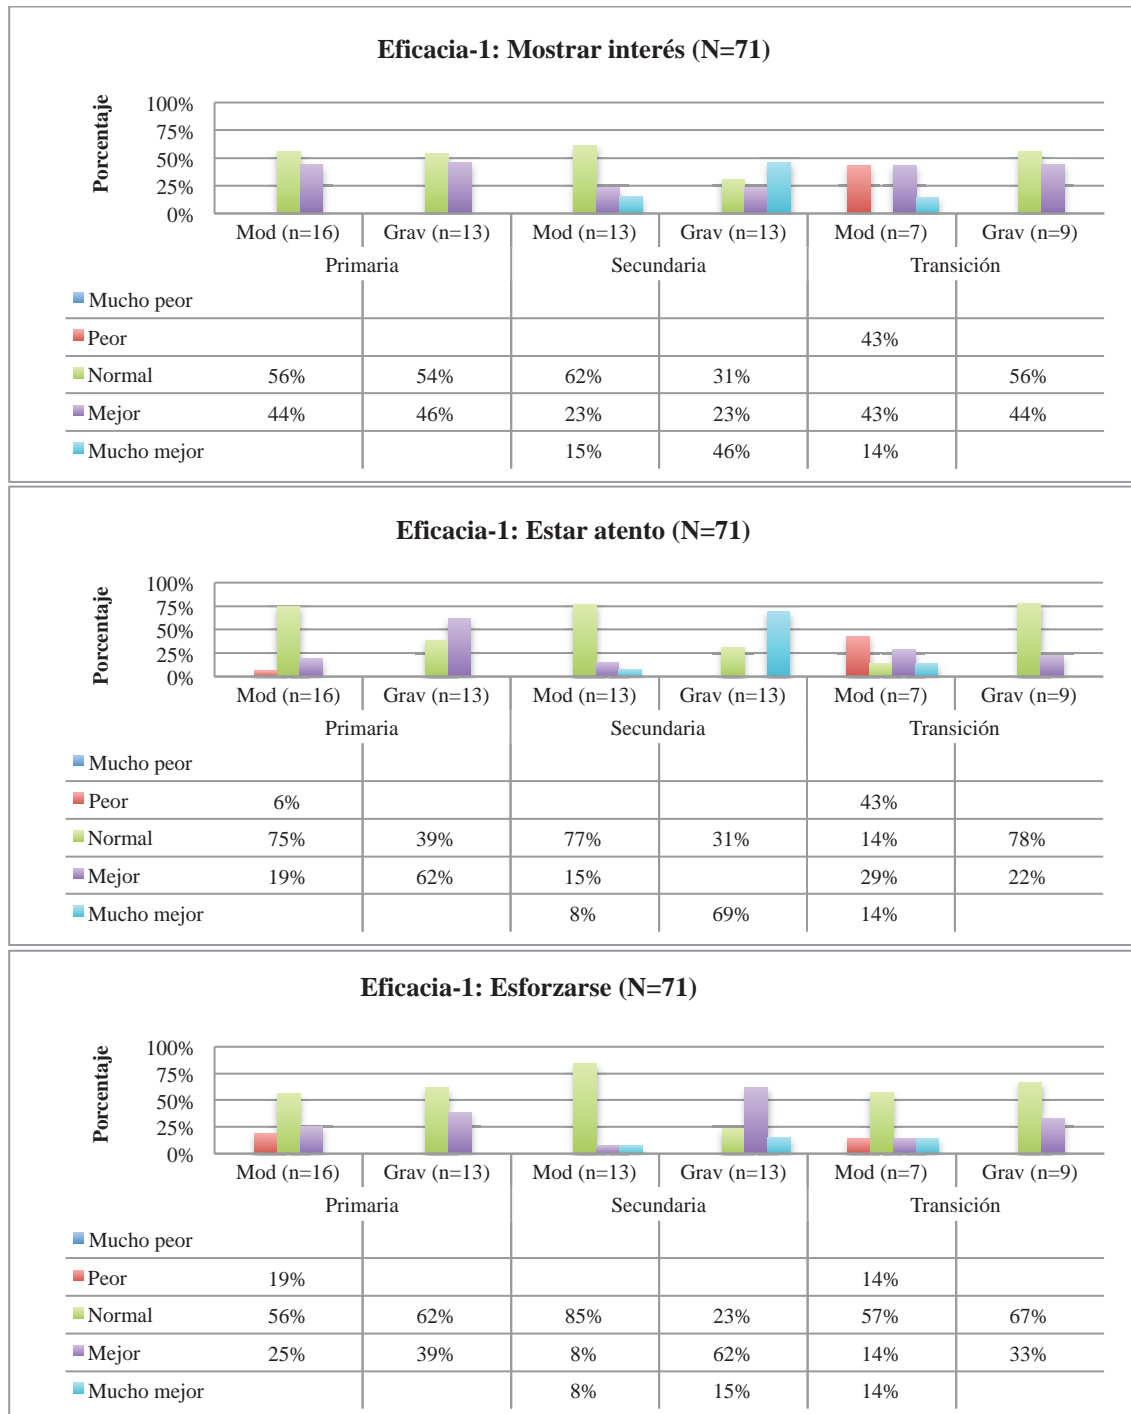 Eficacia-1: Mostrar interés (N=71)
Porcentaje
100%
75%
50%
25%
0%
Mod (n=16) Grav (n=13) Mod (n=13) Grav (n=13) Mod (n=7) Grav (n=9)
Primaria Secundaria Transición
Mucho peor
Peor 43%
Normal 56% 54% 62% 31% 56%
Mejor 44% 46% 23% 23% 43% 44%
Mucho mejor 15% 46% 14%
Eficacia-1: Estar atento (N=71)
Porcentaje
100%
75%
50%
25%
0%
Mod (n=16) Grav (n=13) Mod (n=13) Grav (n=13) Mod (n=7) Grav (n=9)
Primaria Secundaria Transición
Mucho peor
Peor 6% 43%
Normal 75% 39% 77% 31% 14% 78%
Mejor 19% 62% 15% 29% 22%
Mucho mejor 8% 69% 14%
Eficacia-1: Esforzarse (N=71)
Porcentaje
100%
75%
50%
25%
0%
Mod (n=16) Grav (n=13) Mod (n=13) Grav (n=13) Mod (n=7) Grav (n=9)
Primaria Secundaria Transición
Mucho peor
Peor 19% 14%
Normal 56% 62% 85% 23% 57% 67%
Mejor 25% 39% 8% 62% 14% 33%
Mucho mejor 8% 15% 14%